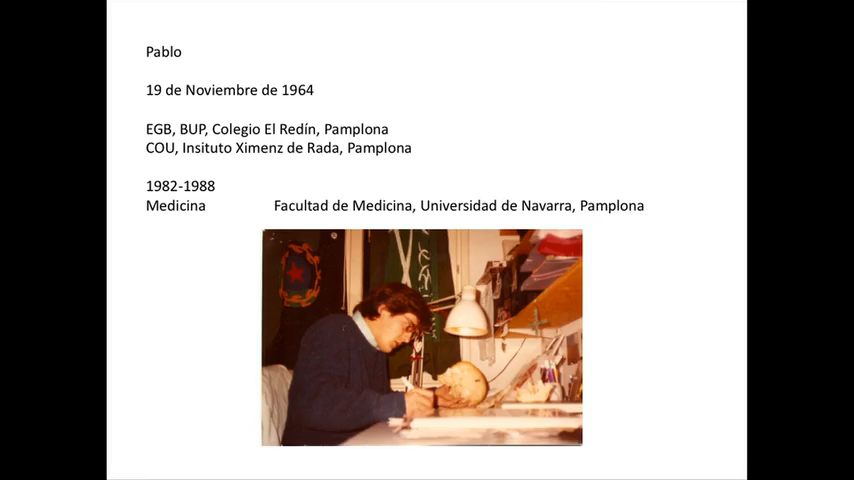 Pablo
19 de Noviembre de 1964
EGB, BUP, Colegio El Redín, Pamplona
COU, Insituto Ximenz de Rada, Pamplona
1982-1988
Medicina Facultad de Medicina, Universidad de Navarra, Pamplona